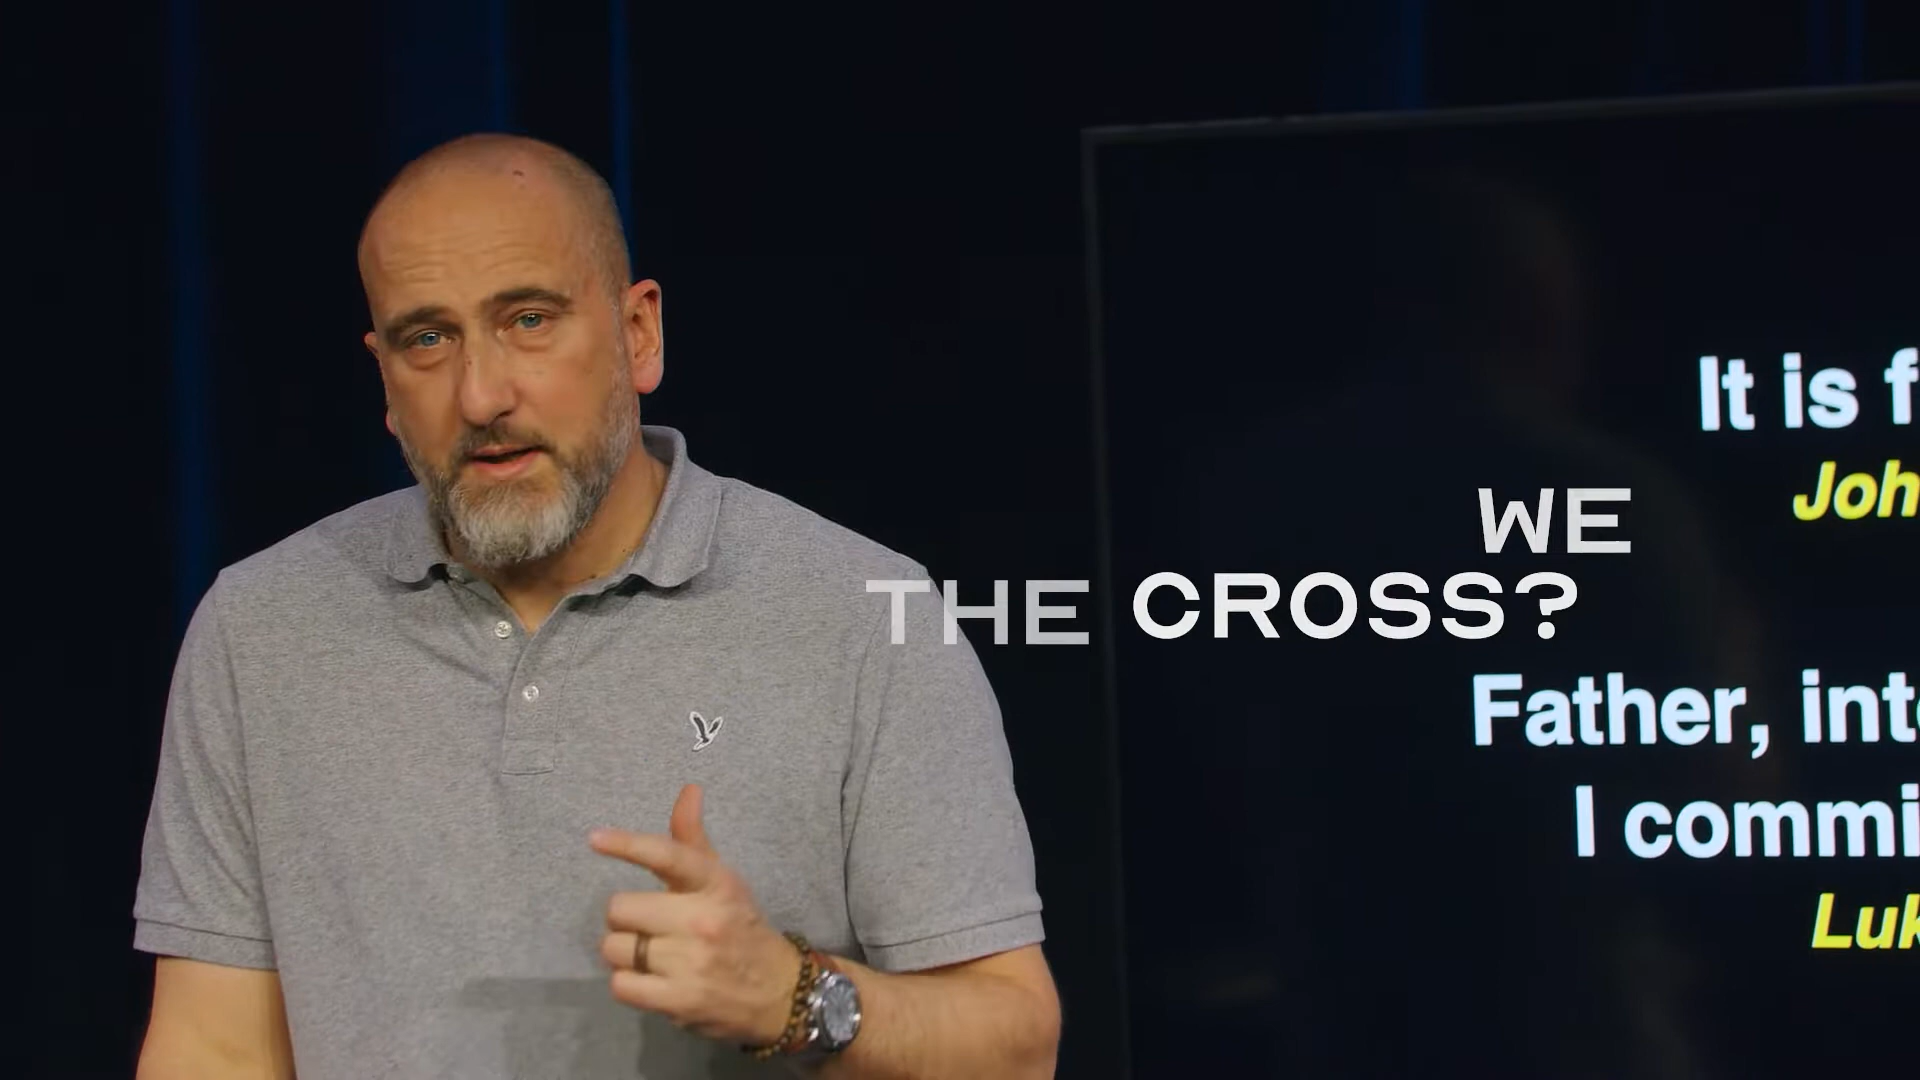 It is f
Joh
WE
THE CROSS?
Father, int
I commi
Luk